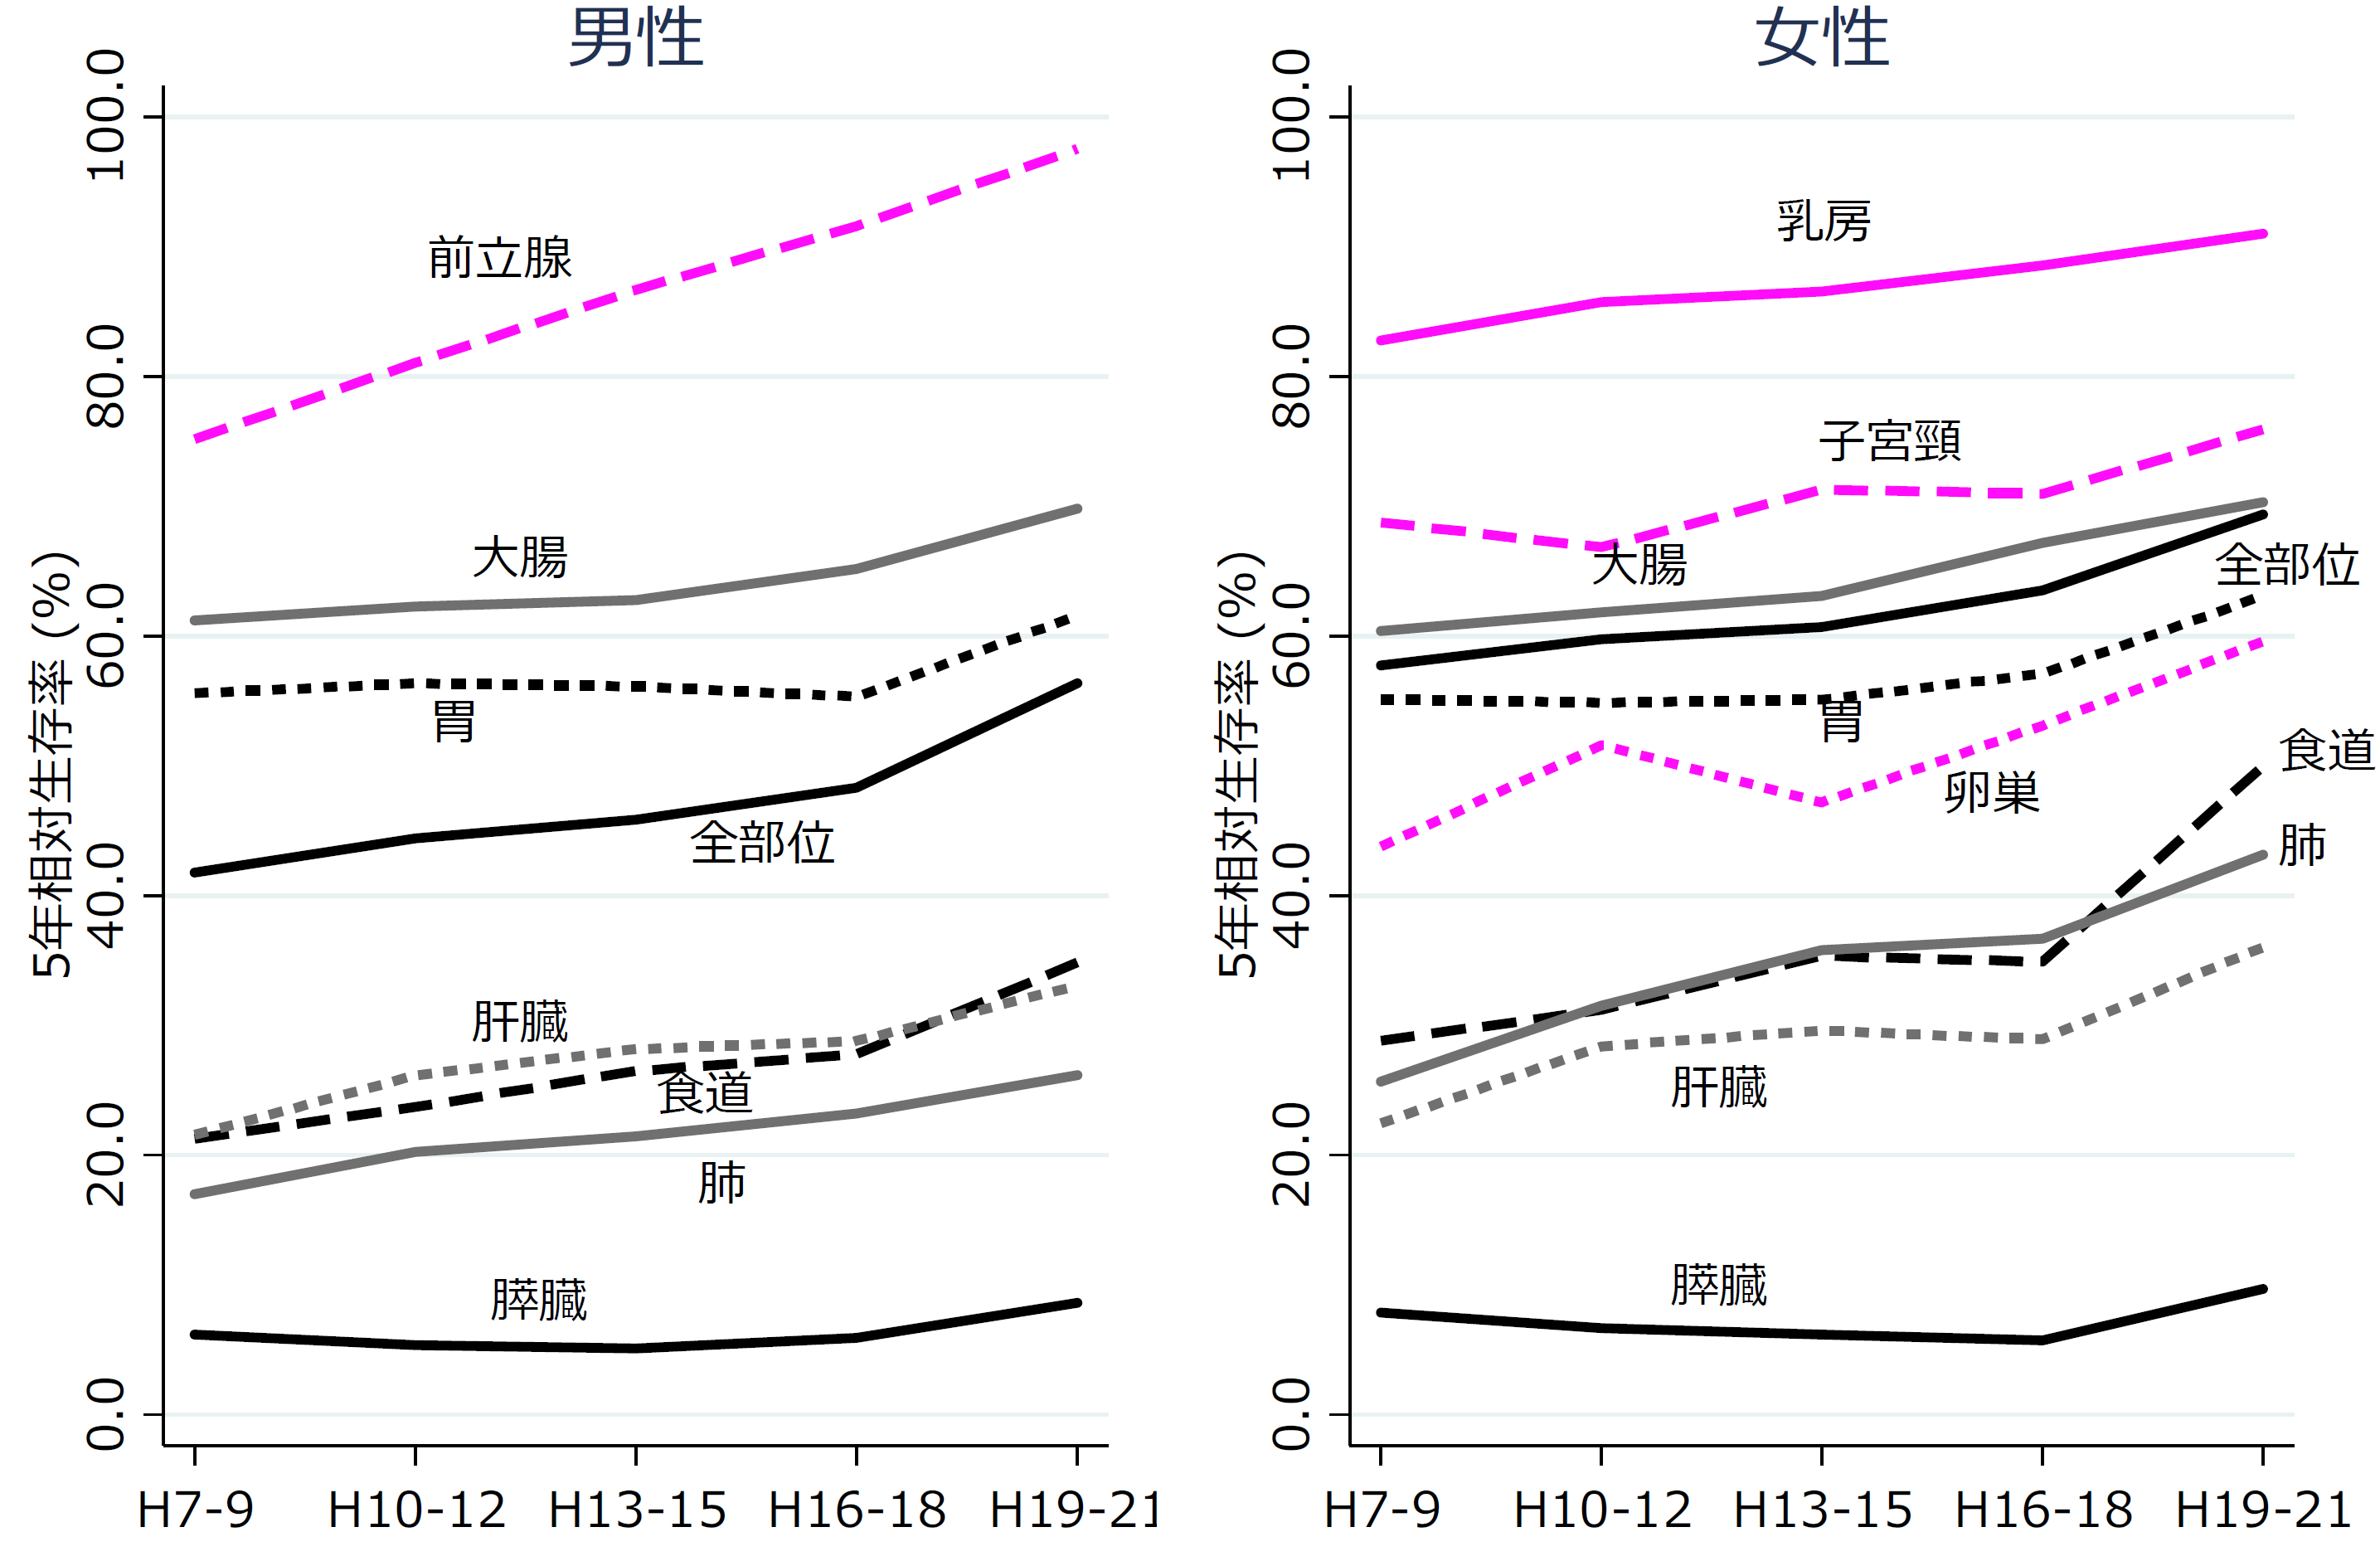 男性
5年相対生存率 (%)
100.0
80.0
60.0
40.0
20.0
0.0
前立腺
大腸
胃
全部位
肝臓
食道
肺
膵臓
H7-9
H10-12
H13-15
H16-18
H19-21
女性
5年相対生存率 (%)
100.0
80.0
60.0
40.0
20.0
0.0
乳房
子宮頸
大腸
全部位
胃
食道
卵巣
肺
肝臓
膵臓
H7-9
H10-12
H13-15
H16-18
H19-21